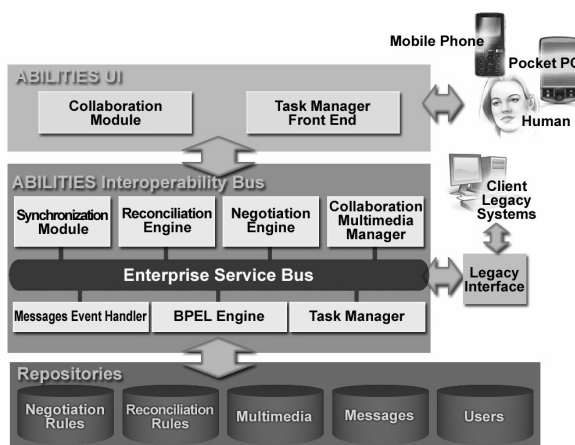 Mobile Phone
Pocket PC
Human
ABILITIES UI
Collaboration
Module
Task Manager
Front End
ABILITIES Interoperability Bus
Synchronization
Module
Reconciliation
Engine
Negotiation
Engine
Collaboration
Multimedia
Manager
Client
Legacy
Systems
Enterprise Service Bus
Legacy
Interface
Messages Event Handler
BPEL Engine
Task Manager
Repositories
Negotiation
Rules
Reconciliation
Rules
Multimedia
Messages
Users